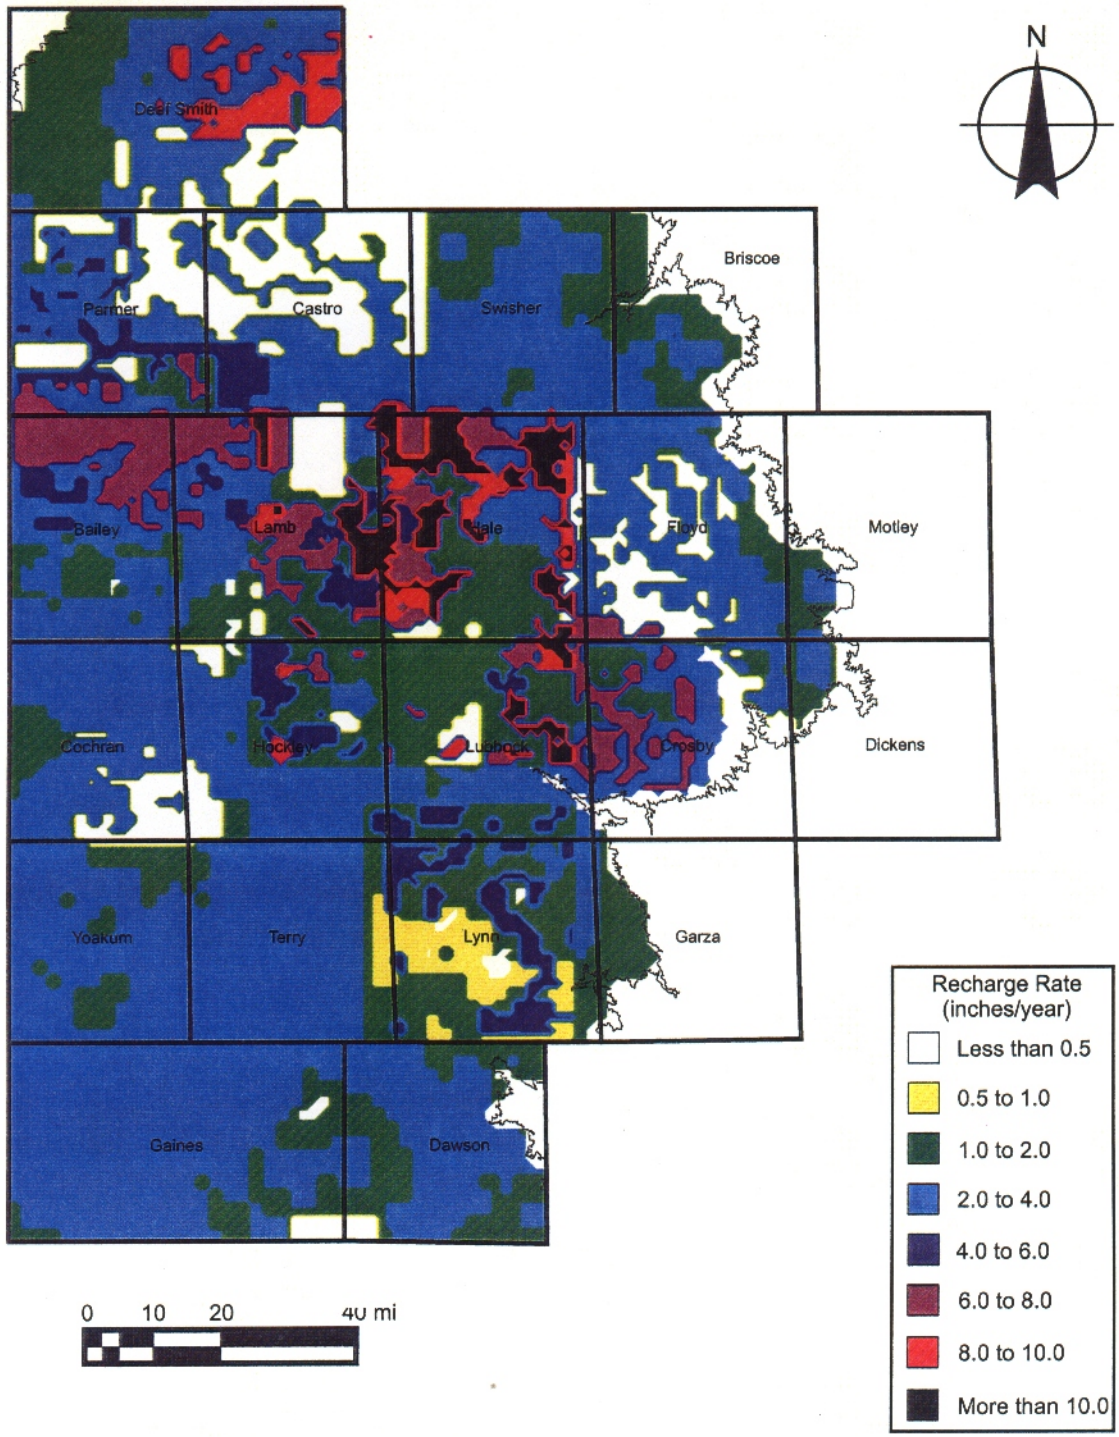 N
Deaf Smith
Briscoe
Parmer
Castro
Swisher
Bailey
Lamb
Hale
Floyd
Motley
Cochran
Hockley
Lubbock
Crosby
Dickens
Yoakum
Terry
Lynn
Garza
Gaines
Dawson
Recharge Rate
(inches/year)
Less than 0.5
0.5 to 1.0
1.0 to 2.0
2.0 to 4.0
4.0 to 6.0
6.0 to 8.0
8.0 to 10.0
More than 10.0
0 10 20 40 mi